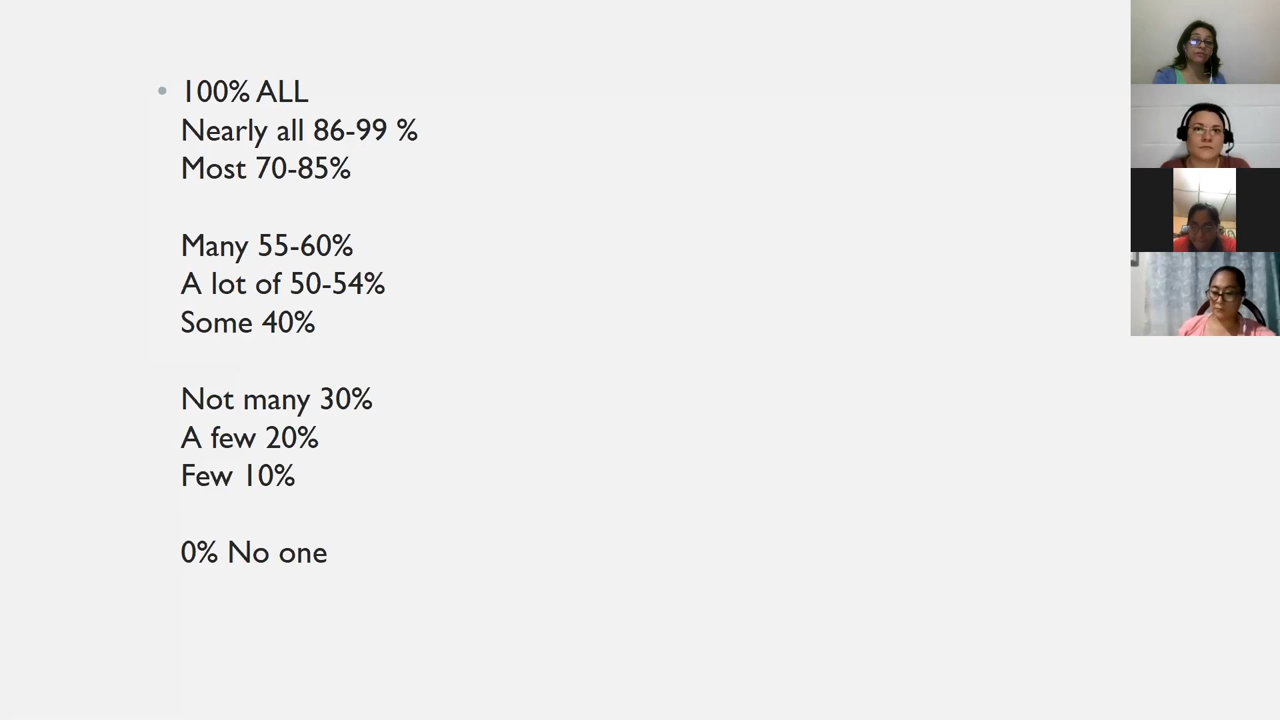 100% ALL
Nearly all 86-99 %
Most 70-85%
Many 55-60%
A lot of 50-54%
Some 40%
Not many 30%
A few 20%
Few 10%
0% No one